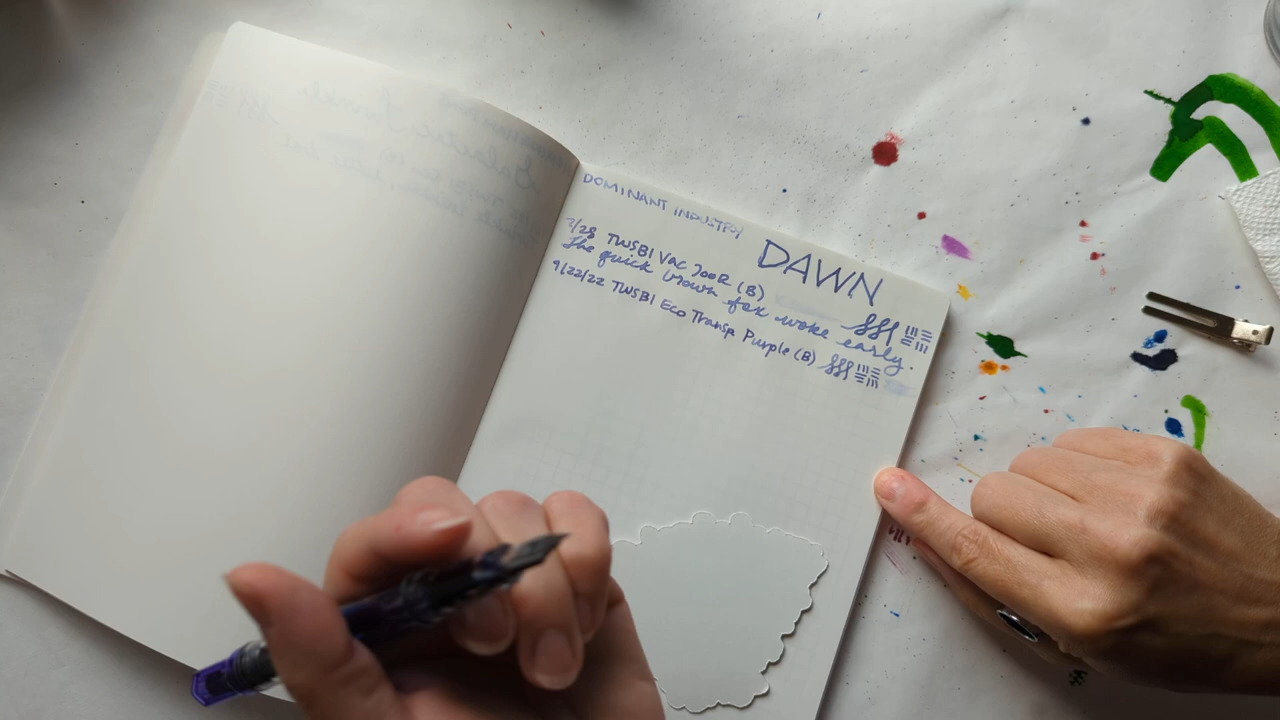 DOMINANT INDUSTRY
DAWN
7/28 TWSBI Vac 700R (B)
The quick brown fox woke early.
9/22/22 TWSBI Eco Transp Purple (B)